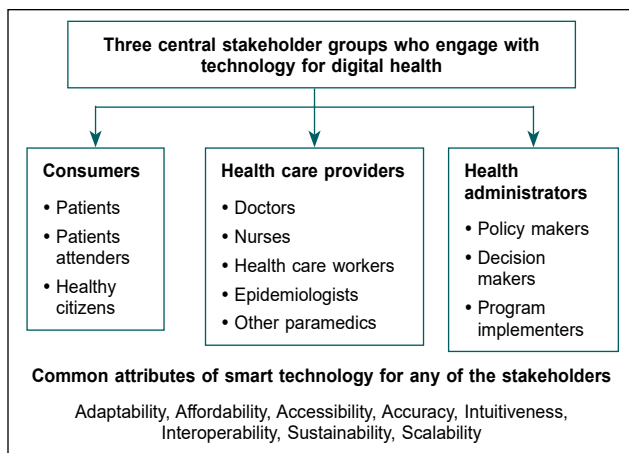 Three central stakeholder groups who engage with
technology for digital health
Consumers
• Patients
• Patients
attenders
• Healthy
citizens
Health care providers
• Doctors
• Nurses
• Health care workers
• Epidemiologists
• Other paramedics
Health
administrators
• Policy makers
• Decision
makers
• Program
implementers
Common attributes of smart technology for any of the stakeholders
Adaptability, Affordability, Accessibility, Accuracy, Intuitiveness,
Interoperability, Sustainability, Scalability